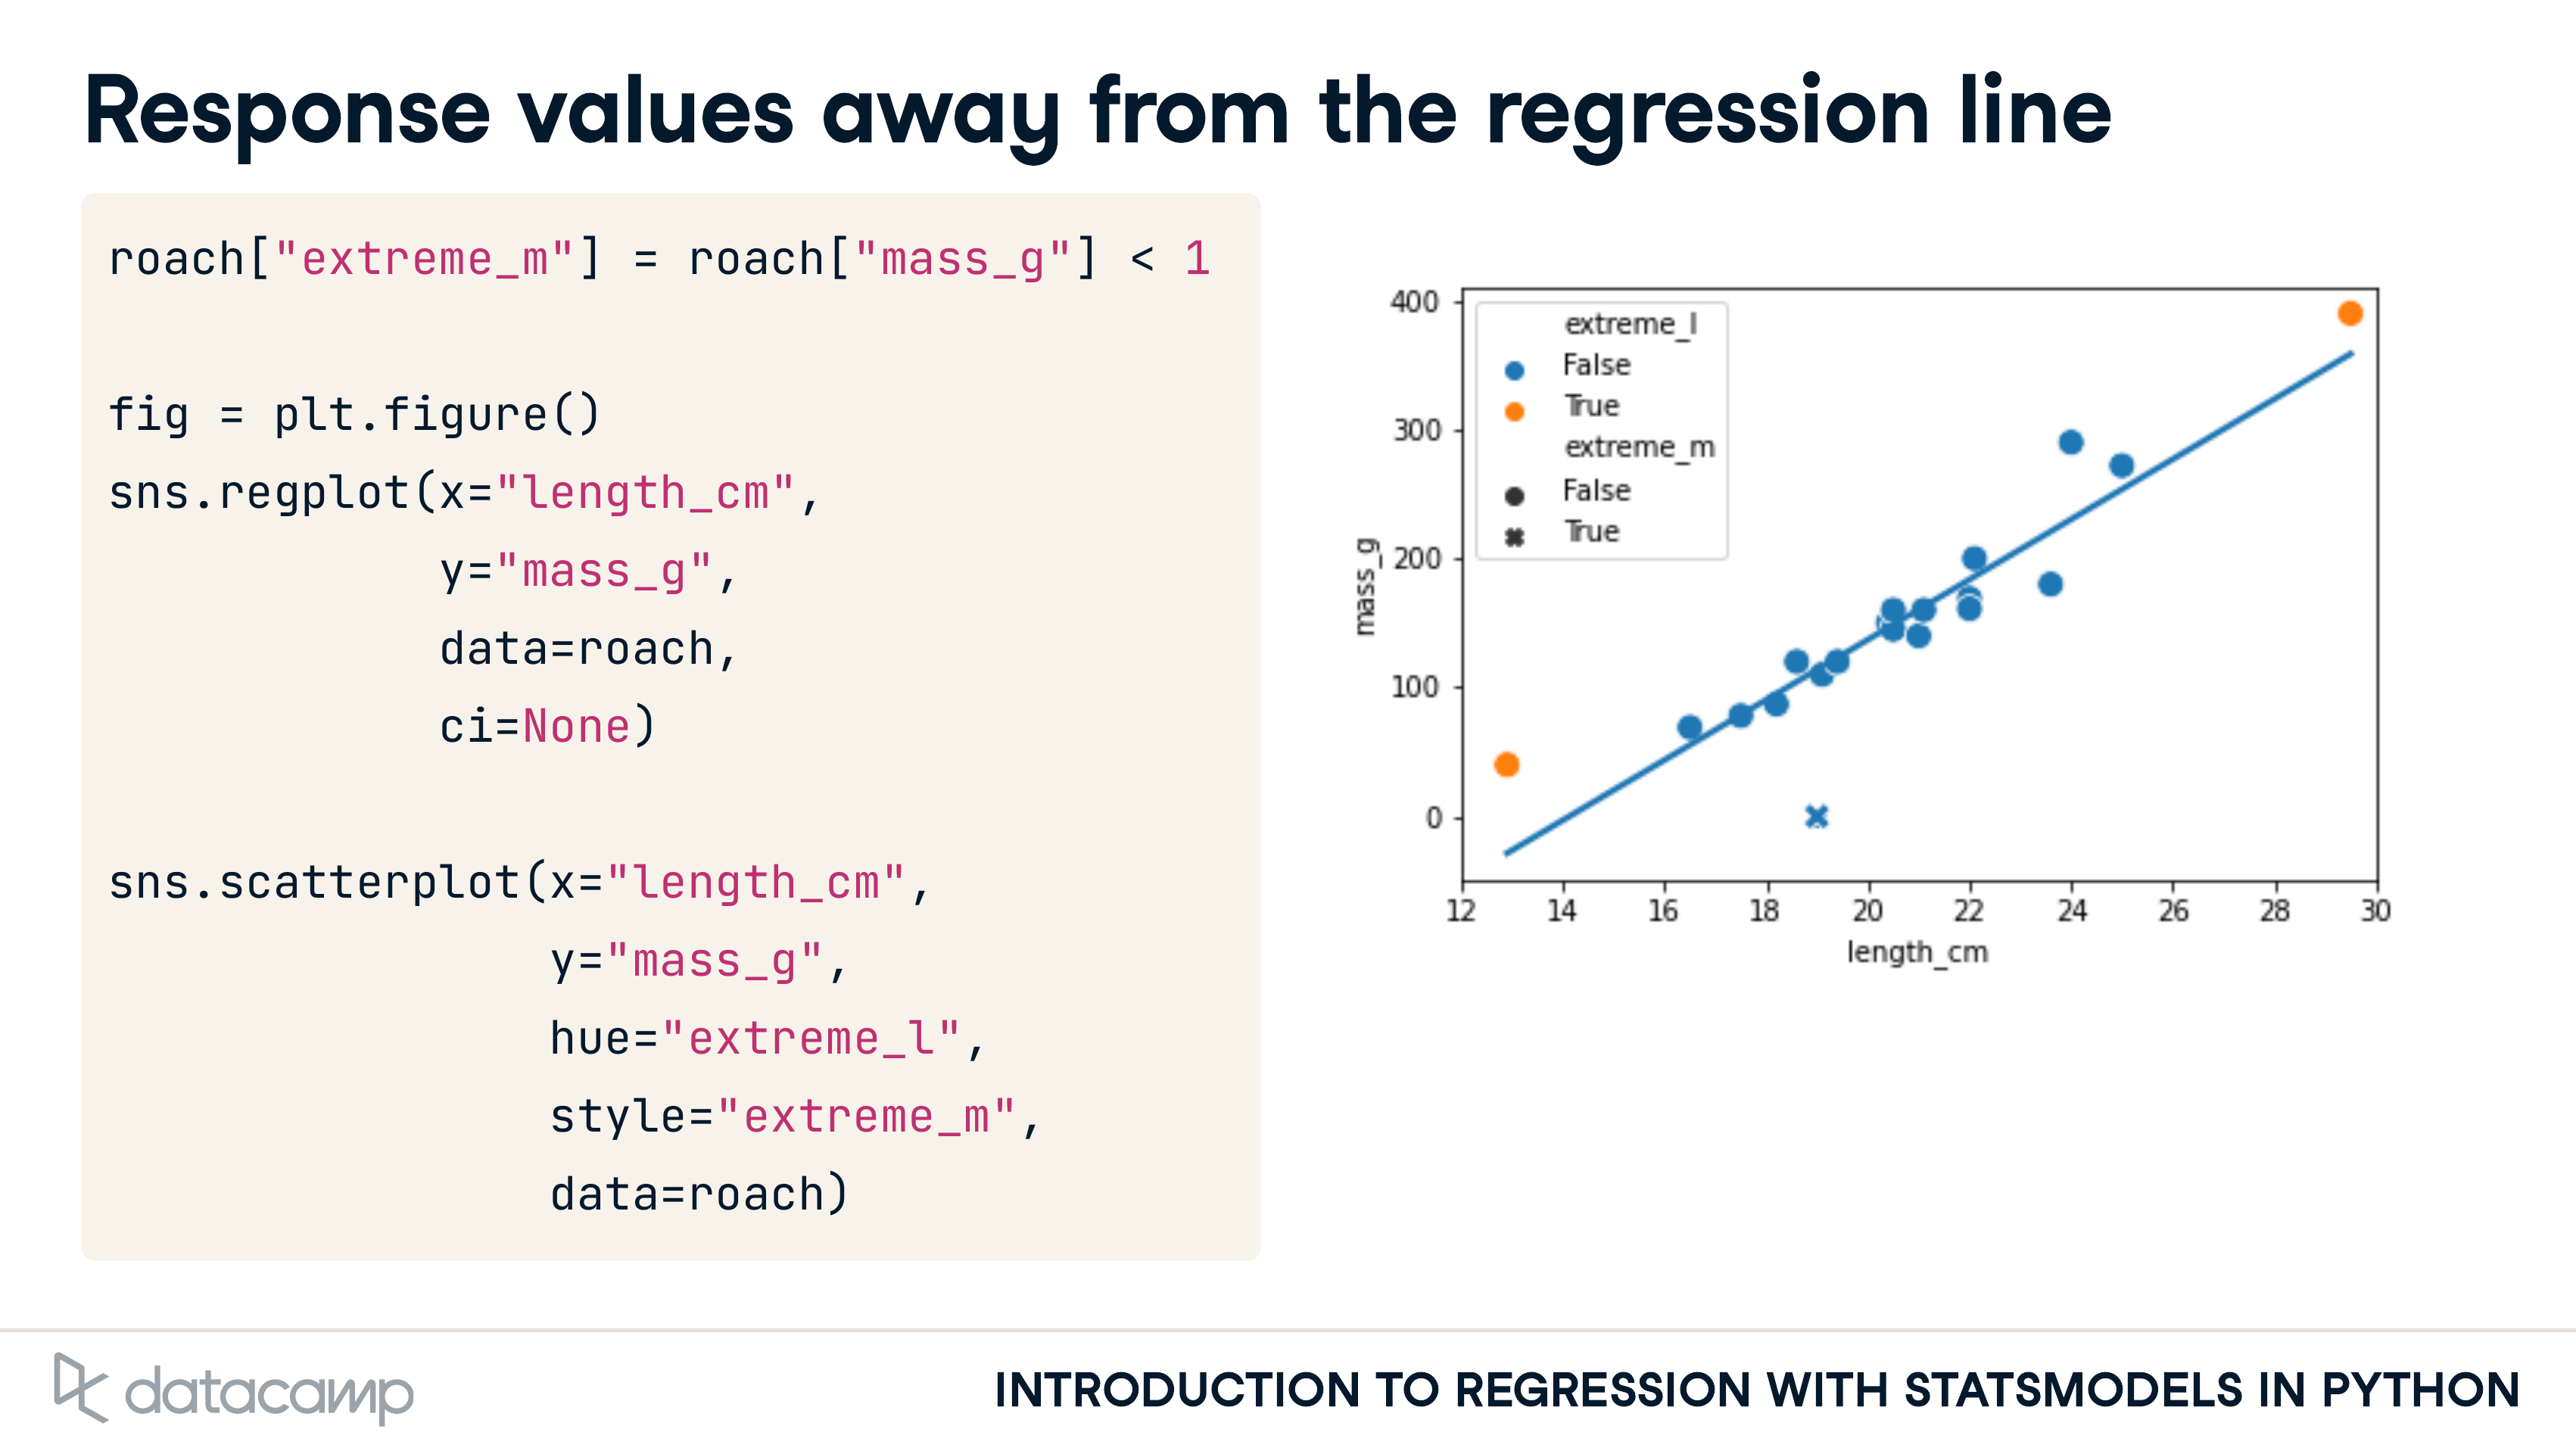 Response values away from the regression line
roach["extreme_m"] = roach["mass_g"] < 1
fig = plt.figure()
sns.regplot(x="length_cm",
y="mass_g",
data=roach,
ci=None)
sns.scatterplot(x="length_cm",
y="mass_g",
hue="extreme_l",
style="extreme_m",
data=roach)
400
300
200
100
0
mass_g
extreme_l
False
True
extreme_m
False
True
12 14 16 18 20 22 24 26 28 30
length_cm
datacamp
INTRODUCTION TO REGRESSION WITH STATSMODELS IN PYTHON